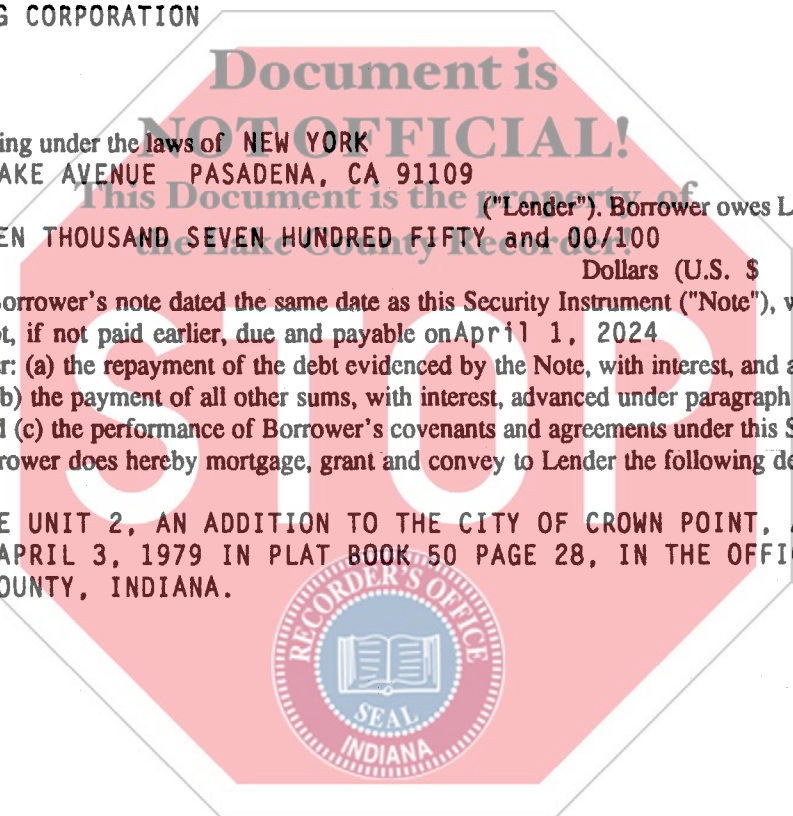 G CORPORATION
Document is
ing under the laws of NEW YORK
NOT OFFICIAL!
AKE AVENUE PASADENA, CA 91109
This Document is the property of
("Lender"). Borrower owes L
EN THOUSAND SEVEN HUNDRED FIFTY and 00/100
the Lake County Recorder!
Dollars (U.S. $
Borrower's note dated the same date as this Security Instrument ("Note"), w
t, if not paid earlier, due and payable on April 1, 2024
r: (a) the repayment of the debt evidenced by the Note, with interest, and a
b) the payment of all other sums, with interest, advanced under paragraph
d (c) the performance of Borrower's covenants and agreements under this S
rower does hereby mortgage, grant and convey to Lender the following de
STOP
E UNIT 2, AN ADDITION TO THE CITY OF CROWN POINT, A
APRIL 3, 1979 IN PLAT BOOK 50 PAGE 28, IN THE OFFI
OUNTY, INDIANA.
RECORDER'S OFFICE
SEAL
INDIANA